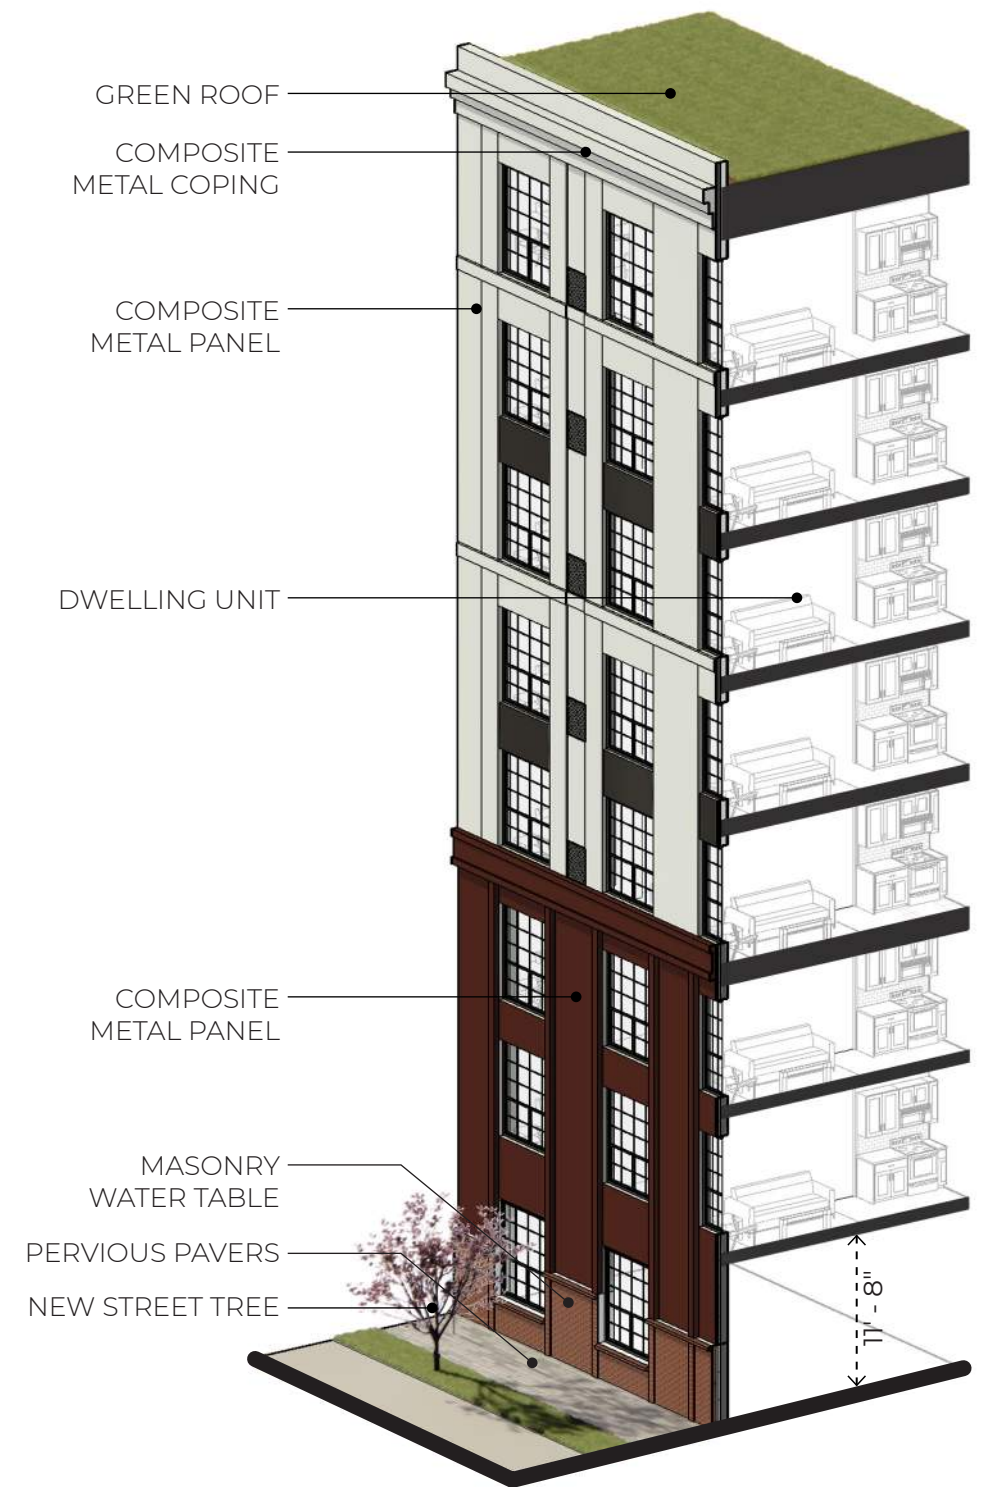 GREEN ROOF
COMPOSITE
METAL COPING
COMPOSITE
METAL PANEL
DWELLING UNIT
COMPOSITE
METAL PANEL
MASONRY
WATER TABLE
PERVIOUS PAVERS
NEW STREET TREE
11' - 8"